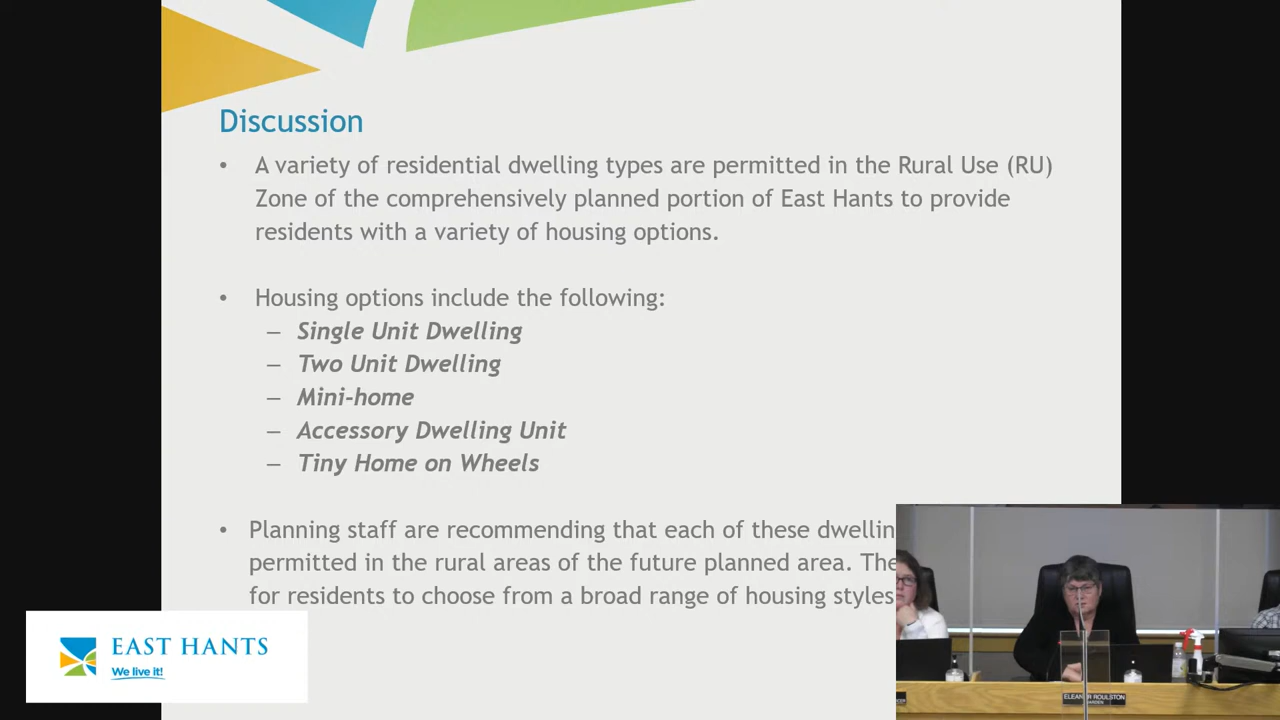 Discussion
• A variety of residential dwelling types are permitted in the Rural Use (RU)
Zone of the comprehensively planned portion of East Hants to provide
residents with a variety of housing options.
• Housing options include the following:
– Single Unit Dwelling
– Two Unit Dwelling
– Mini-home
– Accessory Dwelling Unit
– Tiny Home on Wheels
• Planning staff are recommending that each of these
permitted in the rural areas of the future planned area.
for residents to choose from a broad range of housing styles
EAST HANTS
We live it!
ELEANOR ROULSTON
WARDEN